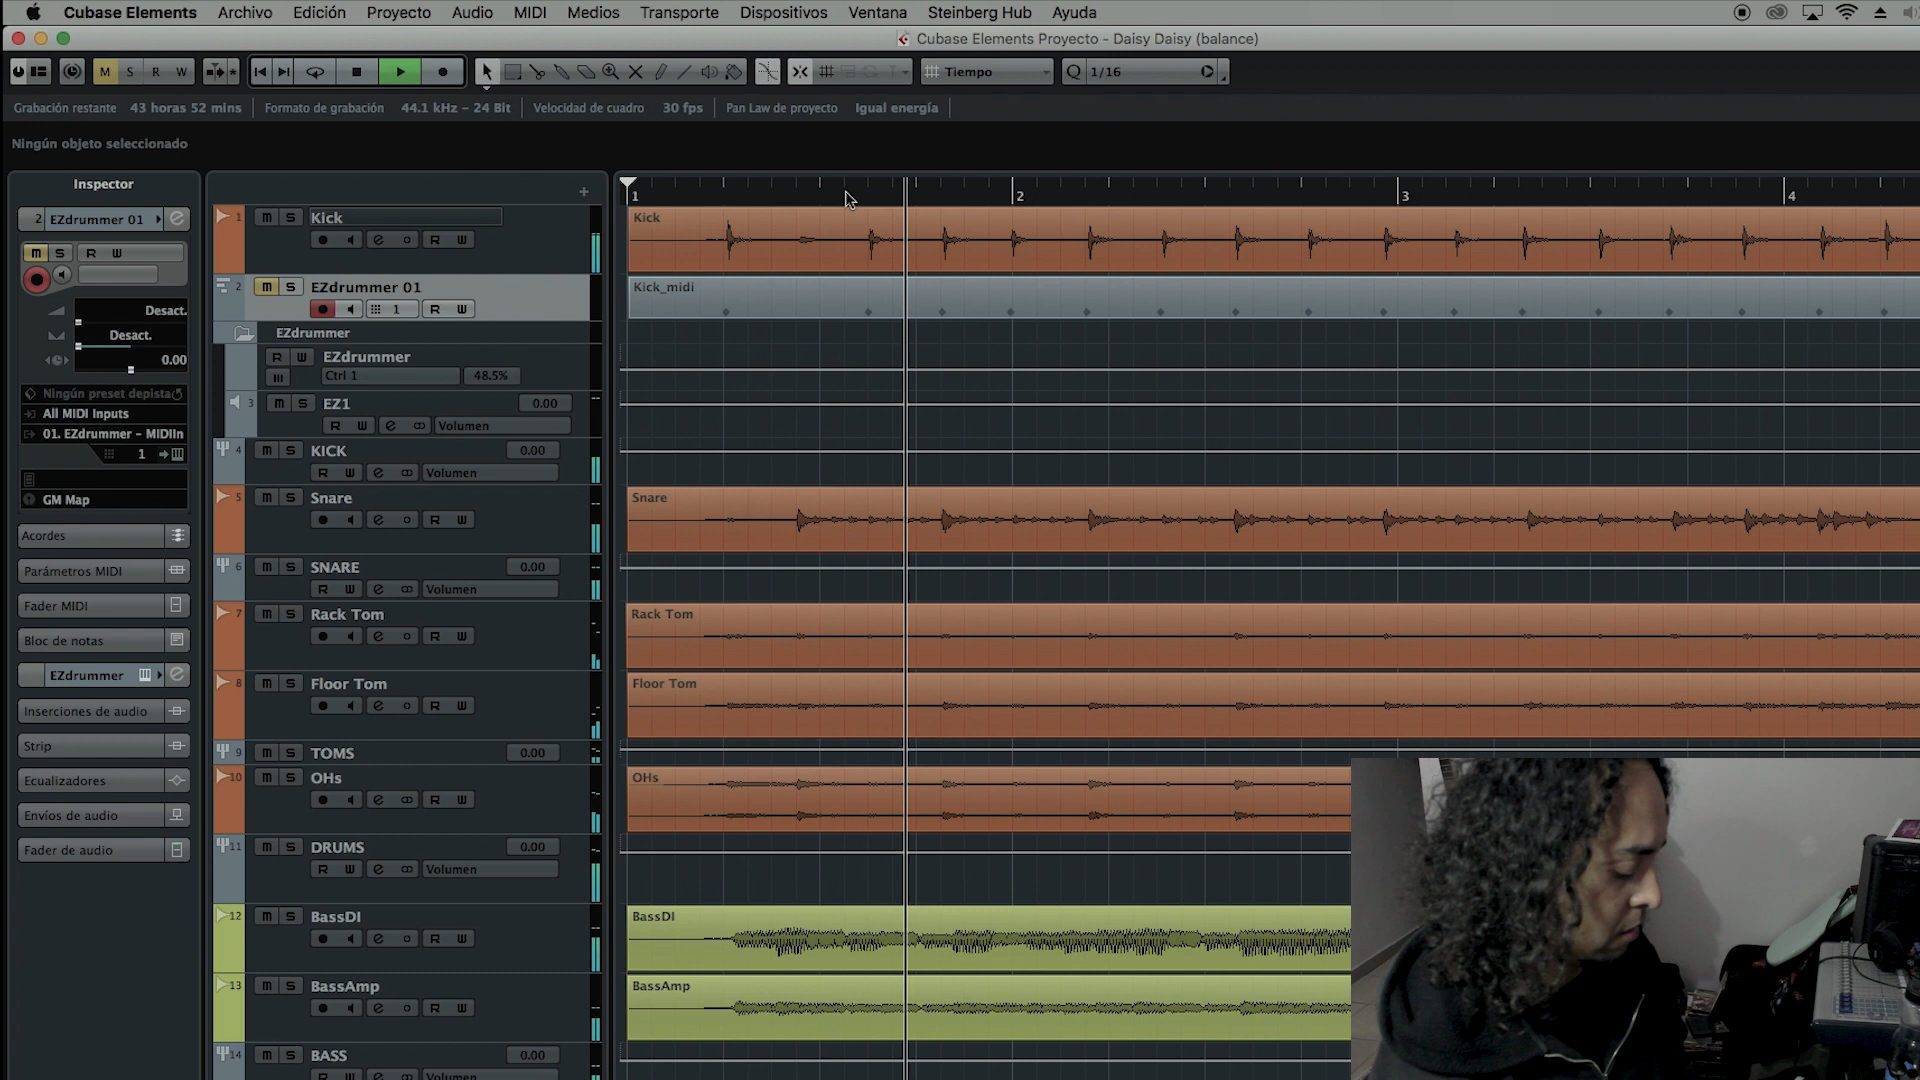 Cubase Elements Archivo Edición Proyecto Audio MIDI Medios Transporte Dispositivos Ventana Steinberg Hub Ayuda
Cubase Elements Proyecto - Daisy Daisy (balance)
M S R W Tiempo Q 1/16
Grabación restante 43 horas 52 mins Formato de grabación 44.1 kHz - 24 Bit Velocidad de cuadro 30 fps Pan Law de proyecto Igual energía
Ningún objeto seleccionado
Inspector
2 EZdrummer 01
M S R W
Desact.
Desact.
0.00
Ningún preset depista
All MIDI Inputs
01. EZdrummer - MIDIIn
1
GM Map
Acordes
Parámetros MIDI
Fader MIDI
Bloc de notas
EZdrummer
Inserciones de audio
Strip
Ecualizadores
Envíos de audio
Fader de audio
1 2 3 4
1 m S Kick
e R W
Kick
2 m S EZdrummer 01
1 R W
Kick_midi
EZdrummer
R W EZdrummer
Ctrl 1 48.5%
3 m S EZ1 0.00
R W e Volumen
4 m S KICK 0.00
R W e Volumen
5 m S Snare
e R W
Snare
6 m S SNARE 0.00
R W e Volumen
7 m S Rack Tom
e R W
Rack Tom
8 m S Floor Tom
e R W
Floor Tom
9 m S TOMS 0.00
10 m S OHs
e R W
OHs
11 m S DRUMS 0.00
R W e Volumen
12 m S BassDI
e R W
BassDI
13 m S BassAmp
e R W
BassAmp
14 m S BASS 0.00
R W e Volumen